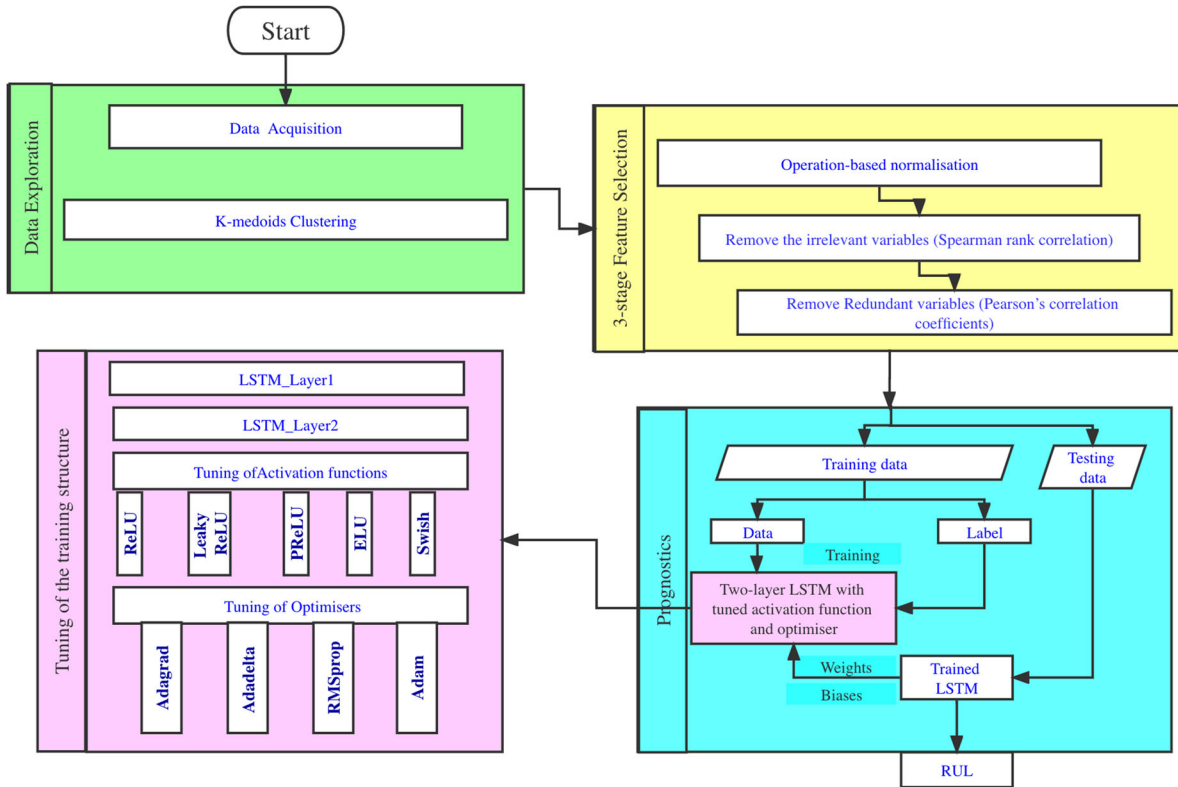 Start
Data Exploration
Data Acquisition
K-medoids Clustering
3-stage Feature Selection
Operation-based normalisation
Remove the irrelevant variables (Spearman rank correlation)
Remove Redundant variables (Pearson's correlation
coefficients)
Tuning of the training structure
LSTM_Layer1
LSTM_Layer2
Tuning ofActivation functions
ReLU
Leaky
ReLU
PReLU
ELU
Swish
Tuning of Optimisers
Adagrad
Adadelta
RMSprop
Adam
Prognostics
Training data
Testing
data
Data
Label
Training
Two-layer LSTM with
tuned activation function
and optimiser
Weights
Biases
Trained
LSTM
RUL